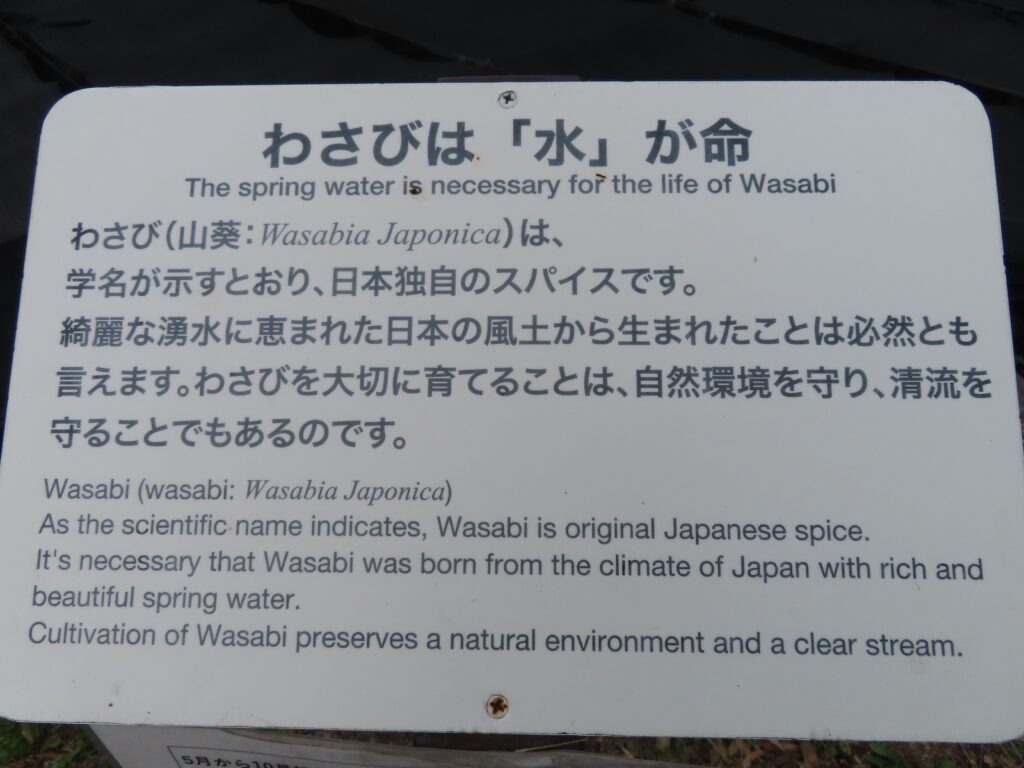 わさびは「水」が命
The spring water is necessary for the life of Wasabi
わさび(山葵:Wasabia Japonica)は、
学名が示すとおり、日本独自のスパイスです。
綺麗な湧水に恵まれた日本の風土から生まれたことは必然とも
言えます。わさびを大切に育てることは、自然環境を守り、清流を
守ることでもあるのです。
Wasabi (wasabi: Wasabia Japonica)
As the scientific name indicates, Wasabi is original Japanese spice.
It's necessary that Wasabi was born from the climate of Japan with rich and
beautiful spring water.
Cultivation of Wasabi preserves a natural environment and a clear stream.
5月から10月